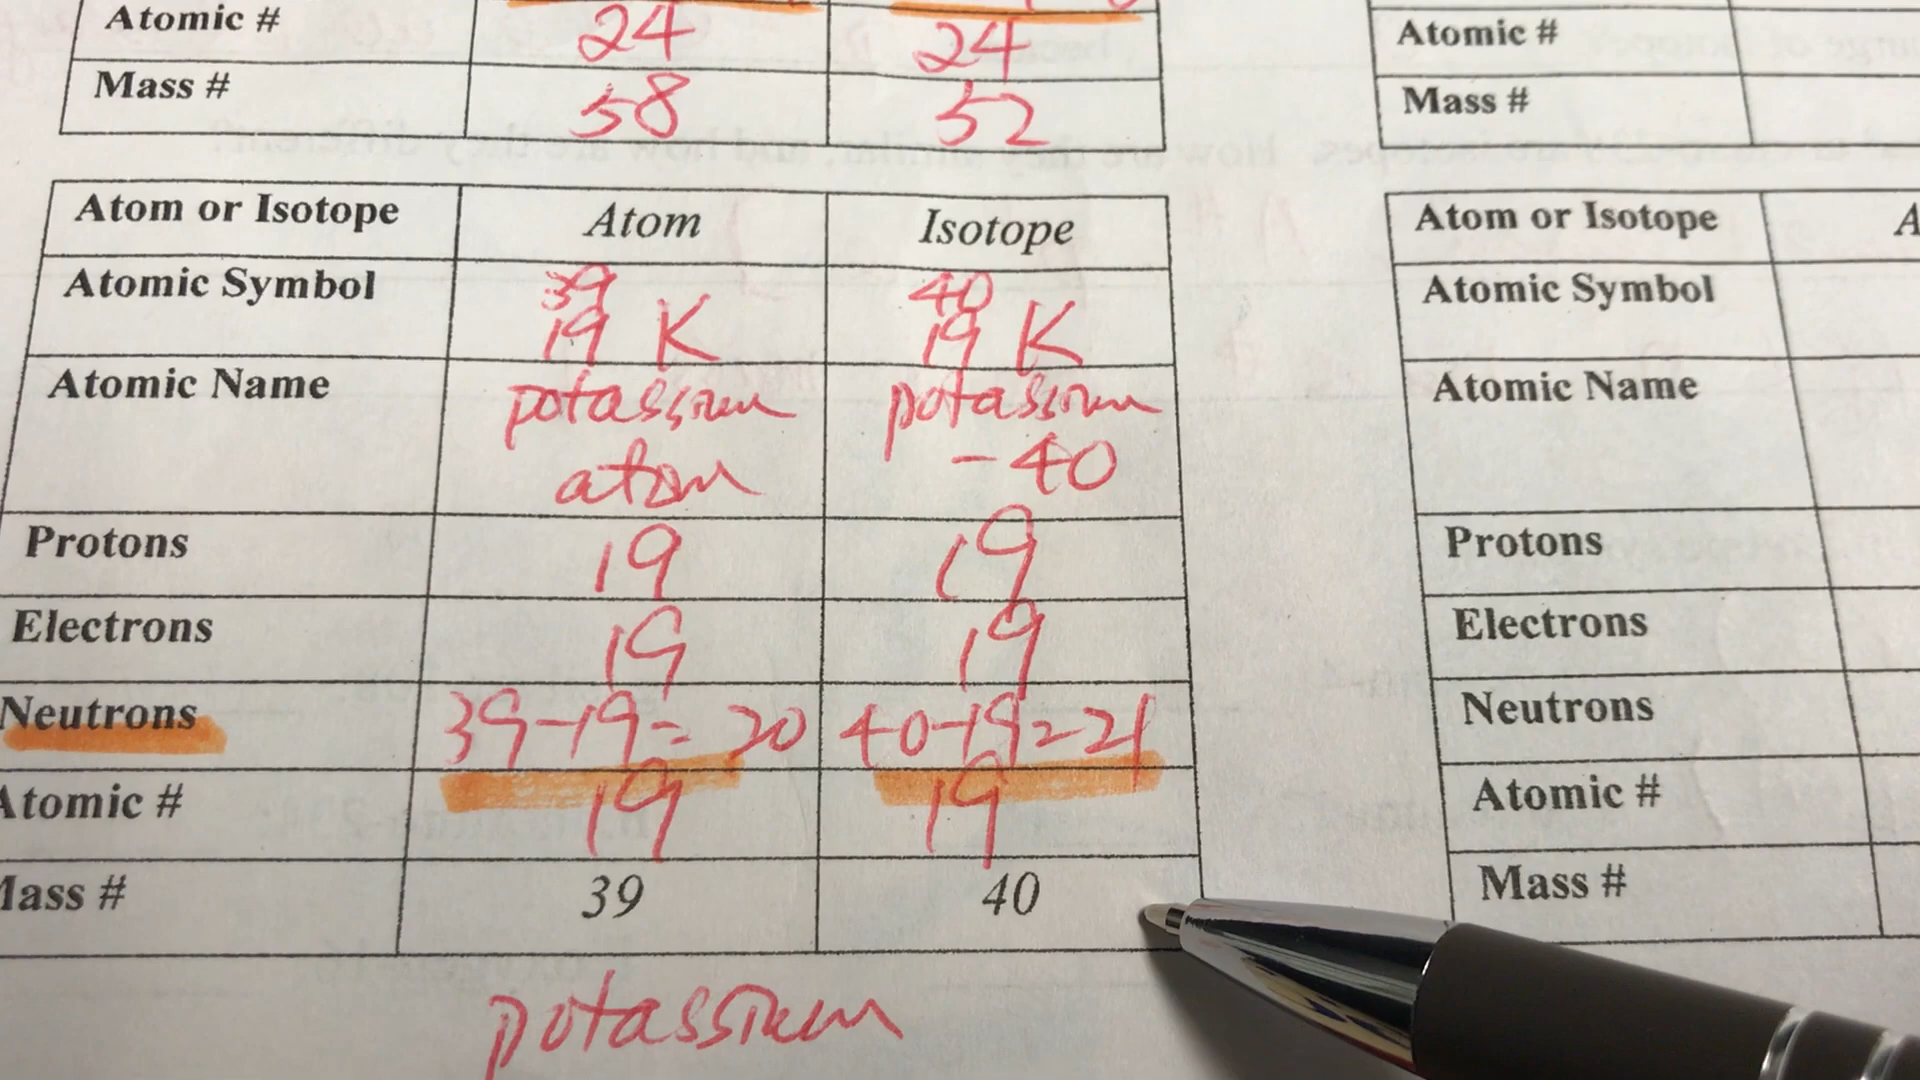 Atomic # 24 24
Mass # 58 52
Atom or Isotope Atom Isotope
Atomic Symbol 39 19 K 40 19 K
Atomic Name potassium atom potassium -40
Protons 19 19
Electrons 19 19
Neutrons 39-19= 20 40-19=21
Atomic # 19 19
Mass # 39 40
potassium
Atomic #
Mass #
Atom or Isotope A
Atomic Symbol
Atomic Name
Protons
Electrons
Neutrons
Atomic #
Mass #